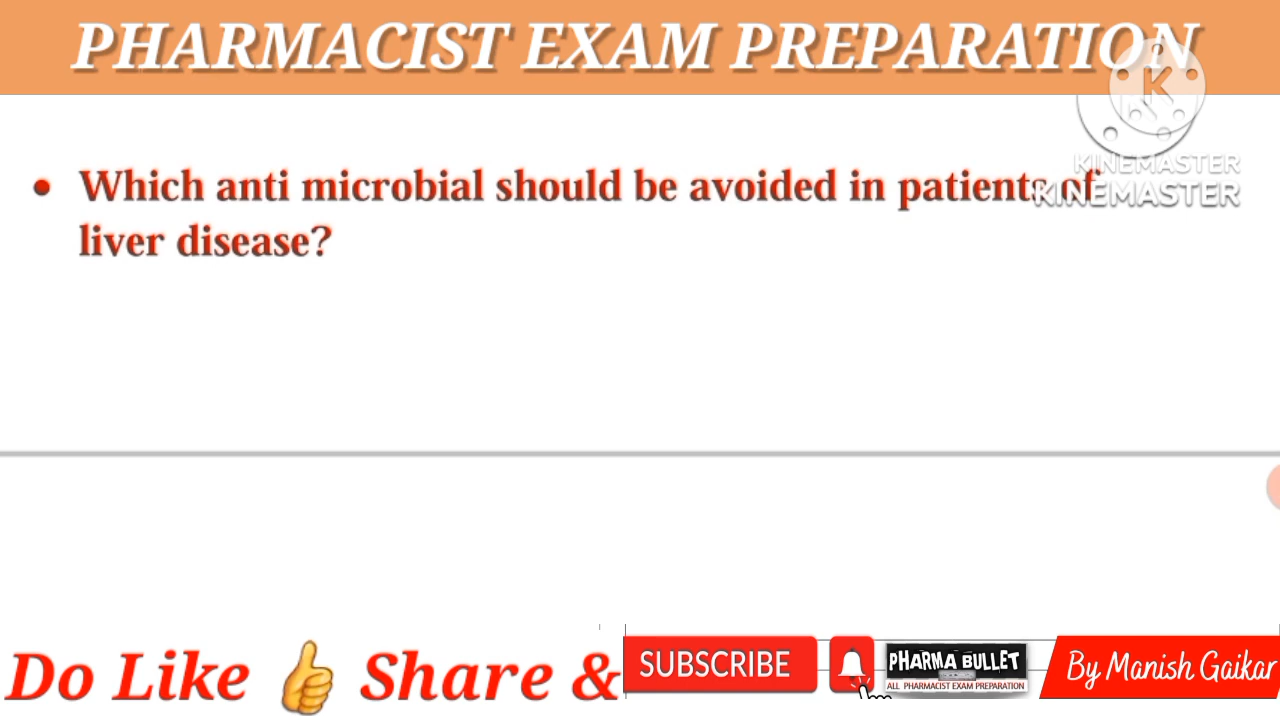 PHARMACIST EXAM PREPARATION
K
KINEMASTER
KINEMASTER
• Which anti microbial should be avoided in patients of
liver disease?
Do Like 👍 Share &
SUBSCRIBE
PHARMA BULLET
ALL PHARMACIST EXAM PREPARATION
By Manish Gaikar